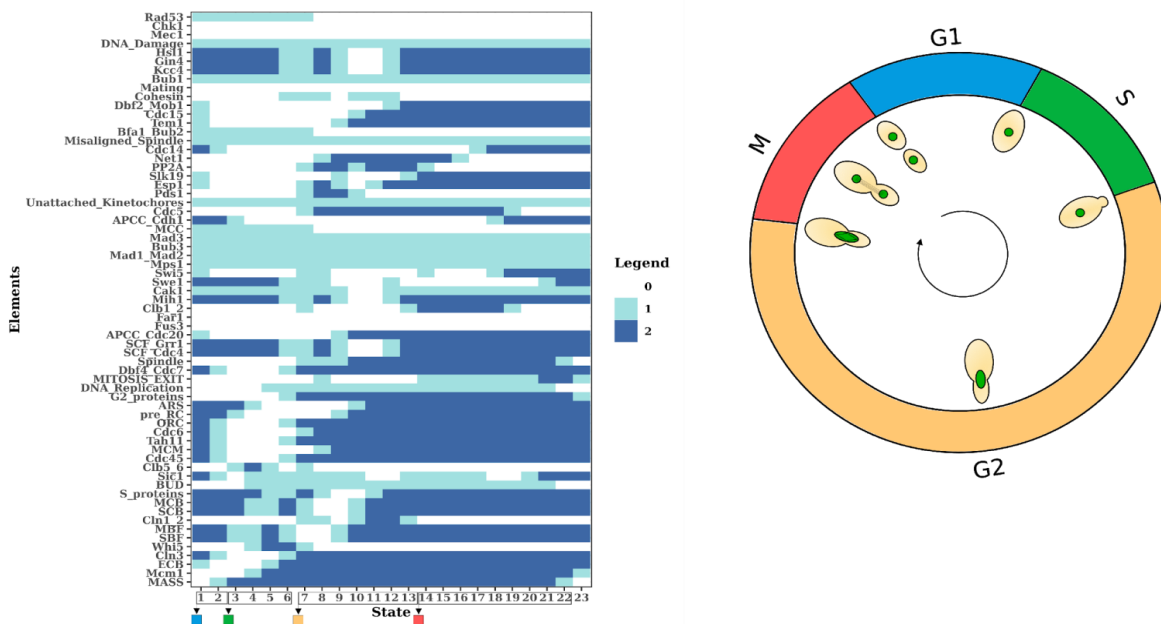 Rad53
Chk1
Mec1
DNA_Damage
Hsl1
Gin4
Kcc4
Bub1
Mating
Cohesin
Dbf2_Mob1
Cdc15
Tem1
Bfa1_Bub2
Misaligned_Spindle
Cdc14
Net1
PP2A
Slk19
Esp1
Pds1
Unattached_Kinetochores
Cdc5
APCC_Cdh1
MCC
Mad3
Bub3
Mad1_Mad2
Mps1
Swi5
Swe1
Cak1
Mih1
Clb1_2
Far1
Fus3
APCC_Cdc20
SCF_Grr1
SCF_Cdc4
Spindle
Dbf4_Cdc7
MITOSIS_EXIT
DNA_Replication
G2_proteins
ARS
pre_RC
ORC
Cdc6
Tah11
MCM
Cdc45
Clb5_6
Sic1
BUD
S_proteins
MCB
SCB
Cln1_2
MBF
SBF
Whi5
Cln3
ECB
Mcm1
MASS
Elements
1 2 3 4 5 6 7 8 9 10 11 12 13 14 15 16 17 18 19 20 21 22 23
State
Legend
0
1
2
G1
S
M
G2